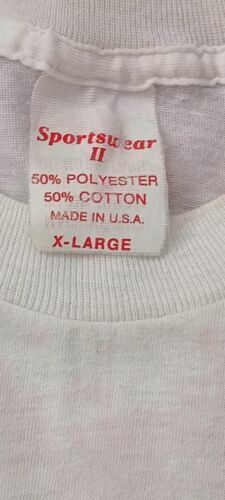 Sportswear
II
50% POLYESTER
50% COTTON
MADE IN U.S.A.
X-LARGE